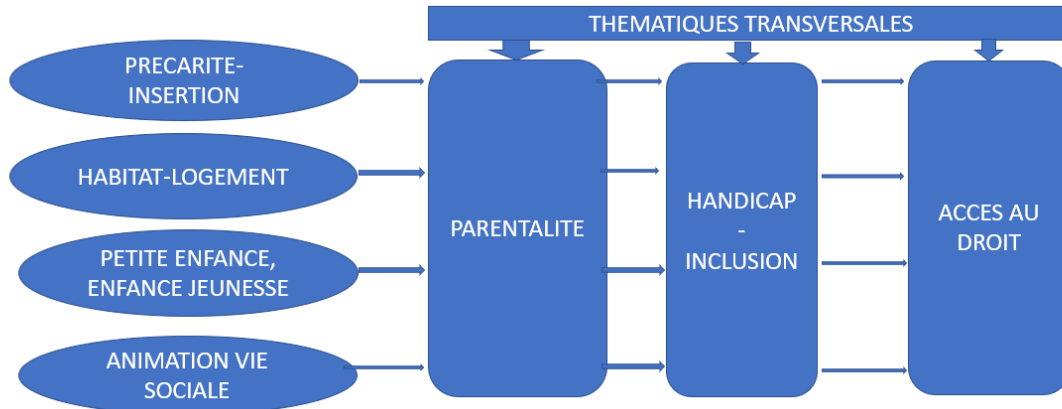 THEMATIQUES TRANSVERSALES
PRECARITE-
INSERTION
HABITAT-LOGEMENT
PETITE ENFANCE,
ENFANCE JEUNESSE
ANIMATION VIE
SOCIALE
PARENTALITE
HANDICAP
-
INCLUSION
ACCES AU
DROIT